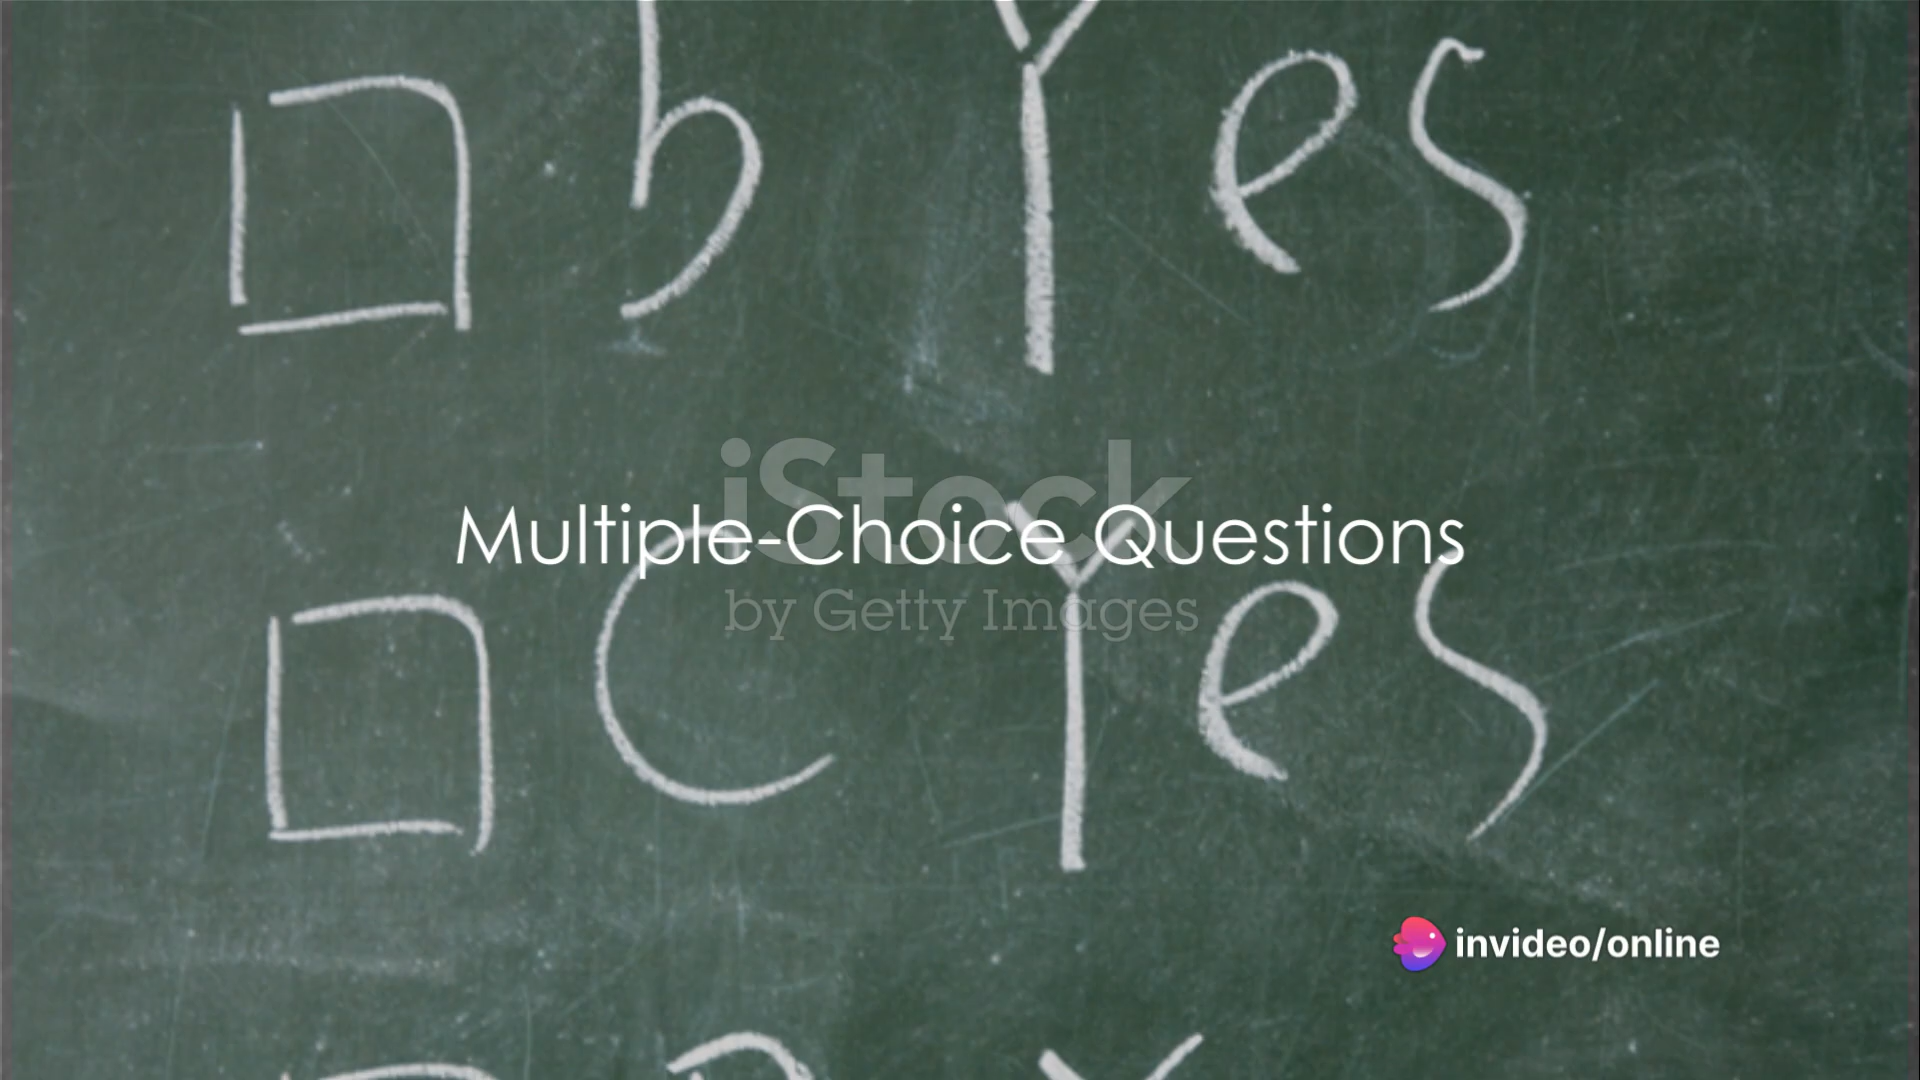 b Yes
iStock
Multiple-Choice Questions
by Getty Images
c Yes
invideo/online